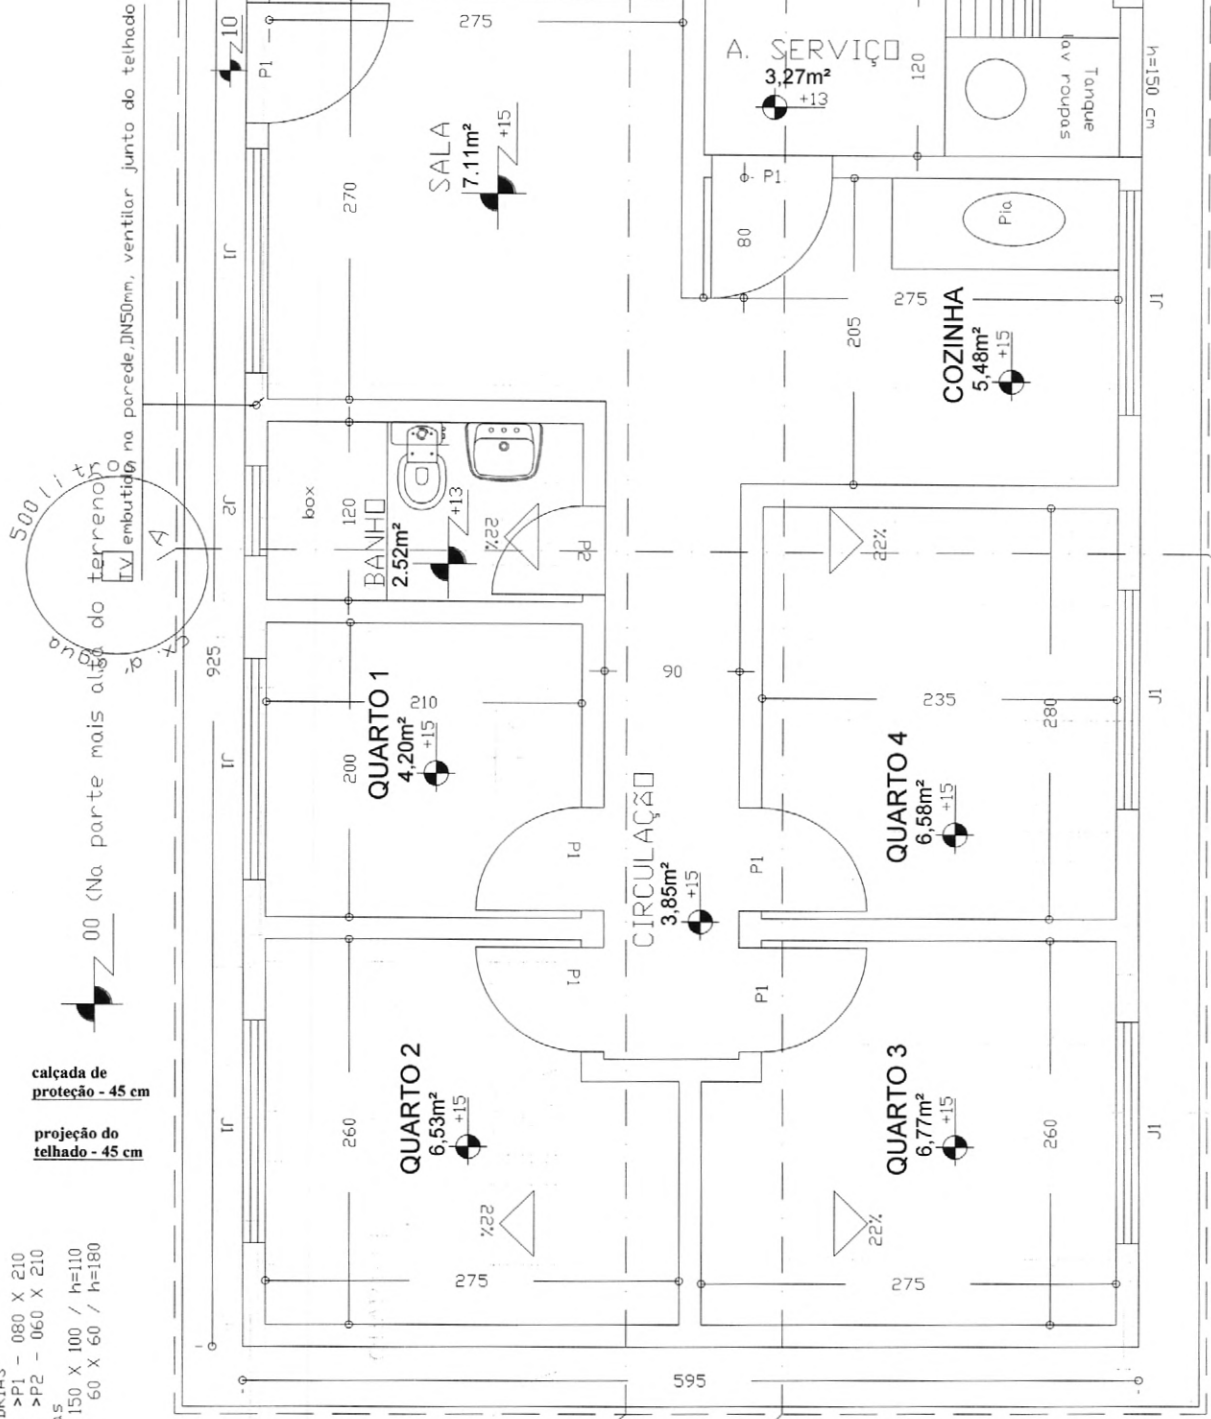 275
P1
10
A. SERVIÇO
3,27m²
+13
120
Tanque
lav roupas
h=150 cm
SALA
7.11m²
+15
270
J1
P1
80
Pia
275
205
COZINHA
5,48m²
+15
J1
TV embutido na parede,DN50mm, ventilar junto do telhado
500 litro
A
J2
box
120
BANHO
2.52m²
+13
22%
P2
22%
925
QUARTO 1
4,20m²
+15
210
200
J1
90
235
280
J1
QUARTO 4
6,58m²
+15
P1
P1
CIRCULAÇÃO
3,85m²
+15
00 (Na parte mais alta do terreno
P1
P1
calçada de
proteção - 45 cm
projeção do
telhado - 45 cm
QUARTO 2
6,53m²
+15
260
J1
22%
275
QUARTO 3
6,77m²
+15
260
J1
22%
275
595
>P1 - 080 X 210
>P2 - 060 X 210
150 X 100 / h=110
60 X 60 / h=180